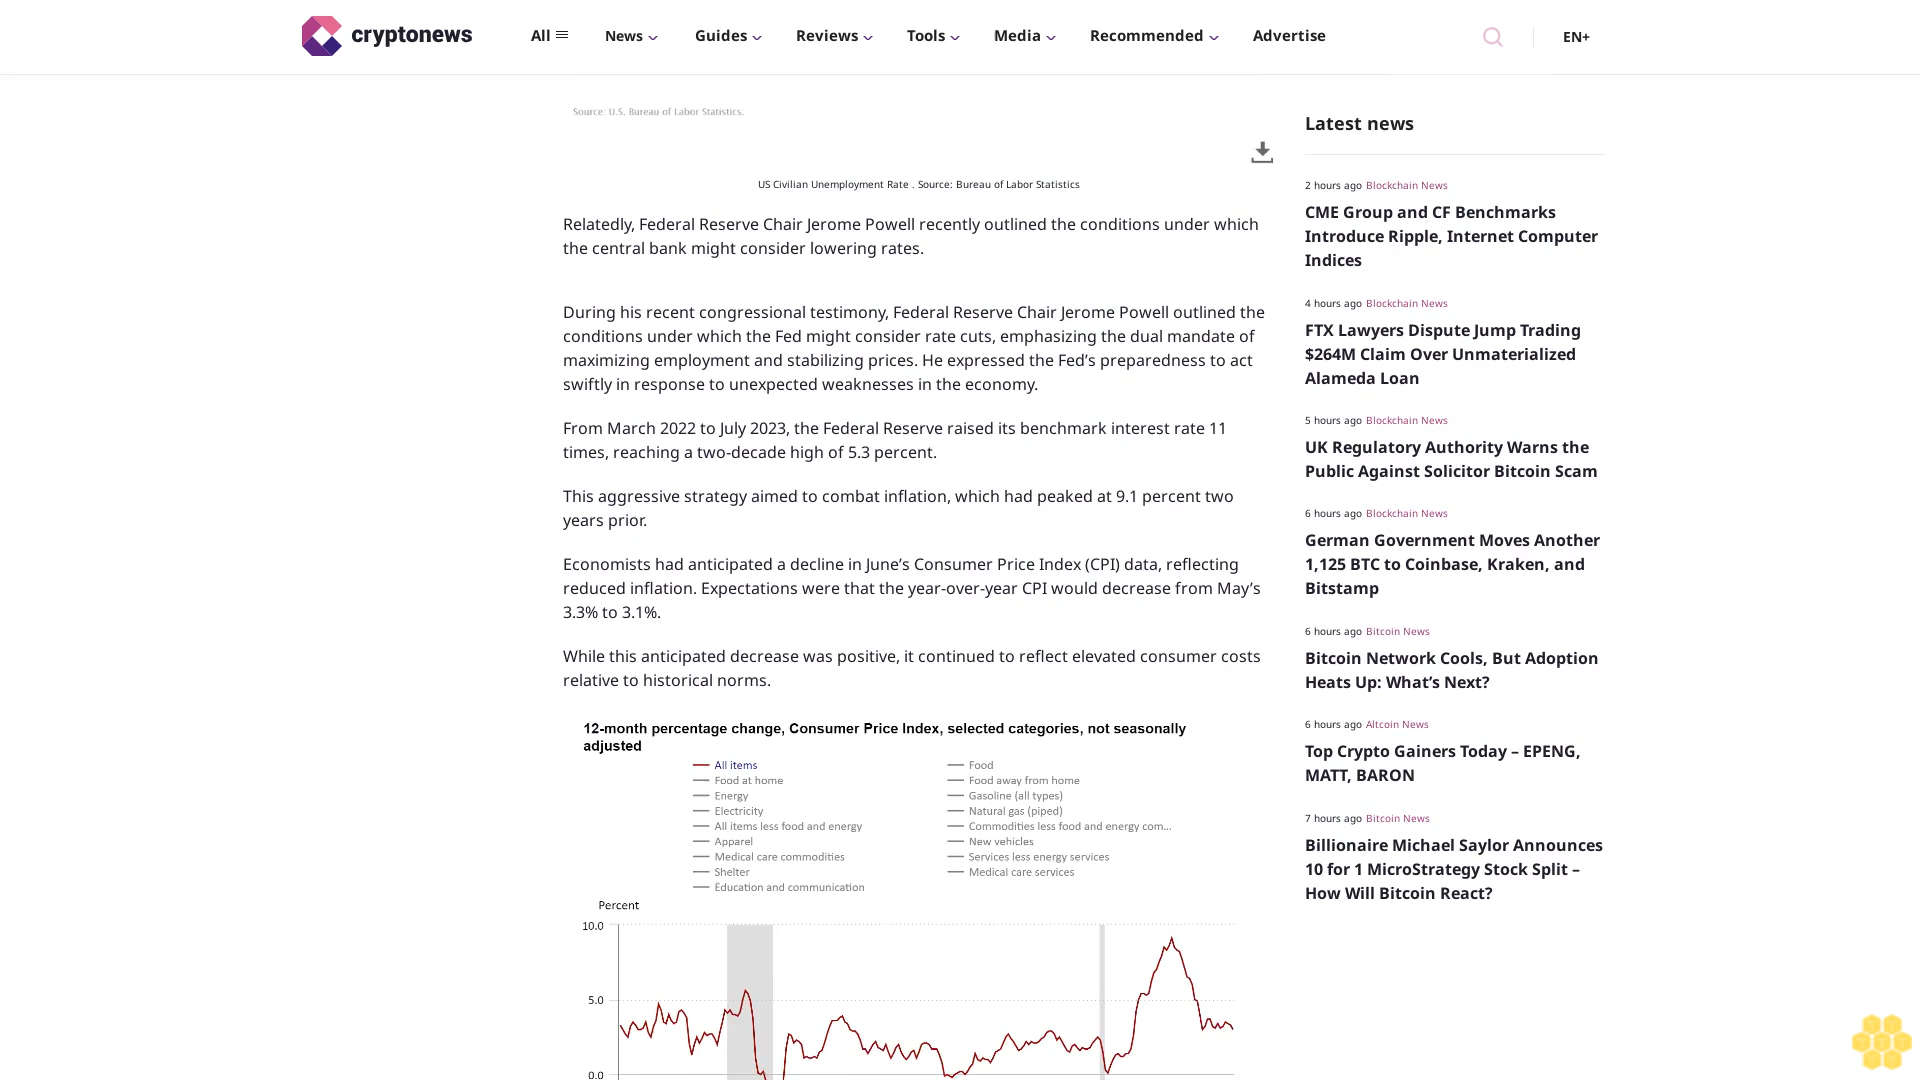 cryptonews
All
News
Guides
Reviews
Tools
Media
Recommended
Advertise
EN+
Source: U.S. Bureau of Labor Statistics.
US Civilian Unemployment Rate . Source: Bureau of Labor Statistics
Relatedly, Federal Reserve Chair Jerome Powell recently outlined the conditions under which
the central bank might consider lowering rates.
During his recent congressional testimony, Federal Reserve Chair Jerome Powell outlined the
conditions under which the Fed might consider rate cuts, emphasizing the dual mandate of
maximizing employment and stabilizing prices. He expressed the Fed’s preparedness to act
swiftly in response to unexpected weaknesses in the economy.
From March 2022 to July 2023, the Federal Reserve raised its benchmark interest rate 11
times, reaching a two-decade high of 5.3 percent.
This aggressive strategy aimed to combat inflation, which had peaked at 9.1 percent two
years prior.
Economists had anticipated a decline in June’s Consumer Price Index (CPI) data, reflecting
reduced inflation. Expectations were that the year-over-year CPI would decrease from May’s
3.3% to 3.1%.
While this anticipated decrease was positive, it continued to reflect elevated consumer costs
relative to historical norms.
12-month percentage change, Consumer Price Index, selected categories, not seasonally
adjusted
All items
Food
Food at home
Food away from home
Energy
Gasoline (all types)
Electricity
Natural gas (piped)
All items less food and energy
Commodities less food and energy com...
Apparel
New vehicles
Medical care commodities
Services less energy services
Shelter
Medical care services
Education and communication
Percent
10.0
5.0
0.0
Latest news
2 hours ago Blockchain News
CME Group and CF Benchmarks
Introduce Ripple, Internet Computer
Indices
4 hours ago Blockchain News
FTX Lawyers Dispute Jump Trading
$264M Claim Over Unmaterialized
Alameda Loan
5 hours ago Blockchain News
UK Regulatory Authority Warns the
Public Against Solicitor Bitcoin Scam
6 hours ago Blockchain News
German Government Moves Another
1,125 BTC to Coinbase, Kraken, and
Bitstamp
6 hours ago Bitcoin News
Bitcoin Network Cools, But Adoption
Heats Up: What’s Next?
6 hours ago Altcoin News
Top Crypto Gainers Today – EPENG,
MATT, BARON
7 hours ago Bitcoin News
Billionaire Michael Saylor Announces
10 for 1 MicroStrategy Stock Split –
How Will Bitcoin React?